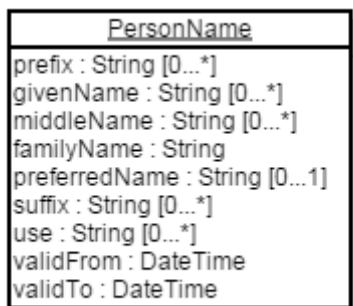 PersonName
prefix : String [0...*]
givenName : String [0...*]
middleName : String [0...*]
familyName : String
preferredName : String [0...1]
suffix : String [0...*]
use : String [0...*]
validFrom : DateTime
validTo : DateTime